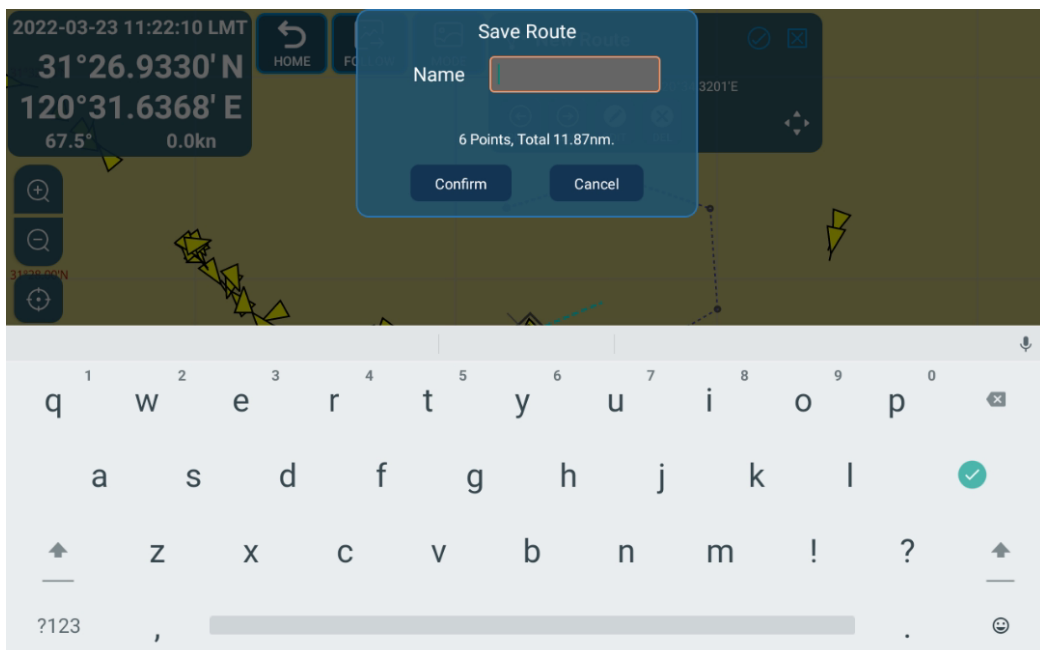 2022-03-23 11:22:10 LMT
31°26.9330' N
120°31.6368' E
67.5° 0.0kn
HOME
Save Route
Name
3201'E
6 Points, Total 11.87nm.
Confirm Cancel
1 2 3 4 5 6 7 8 9 0
q w e r t y u i o p
a s d f g h j k l
z x c v b n m ! ?
?123 , .